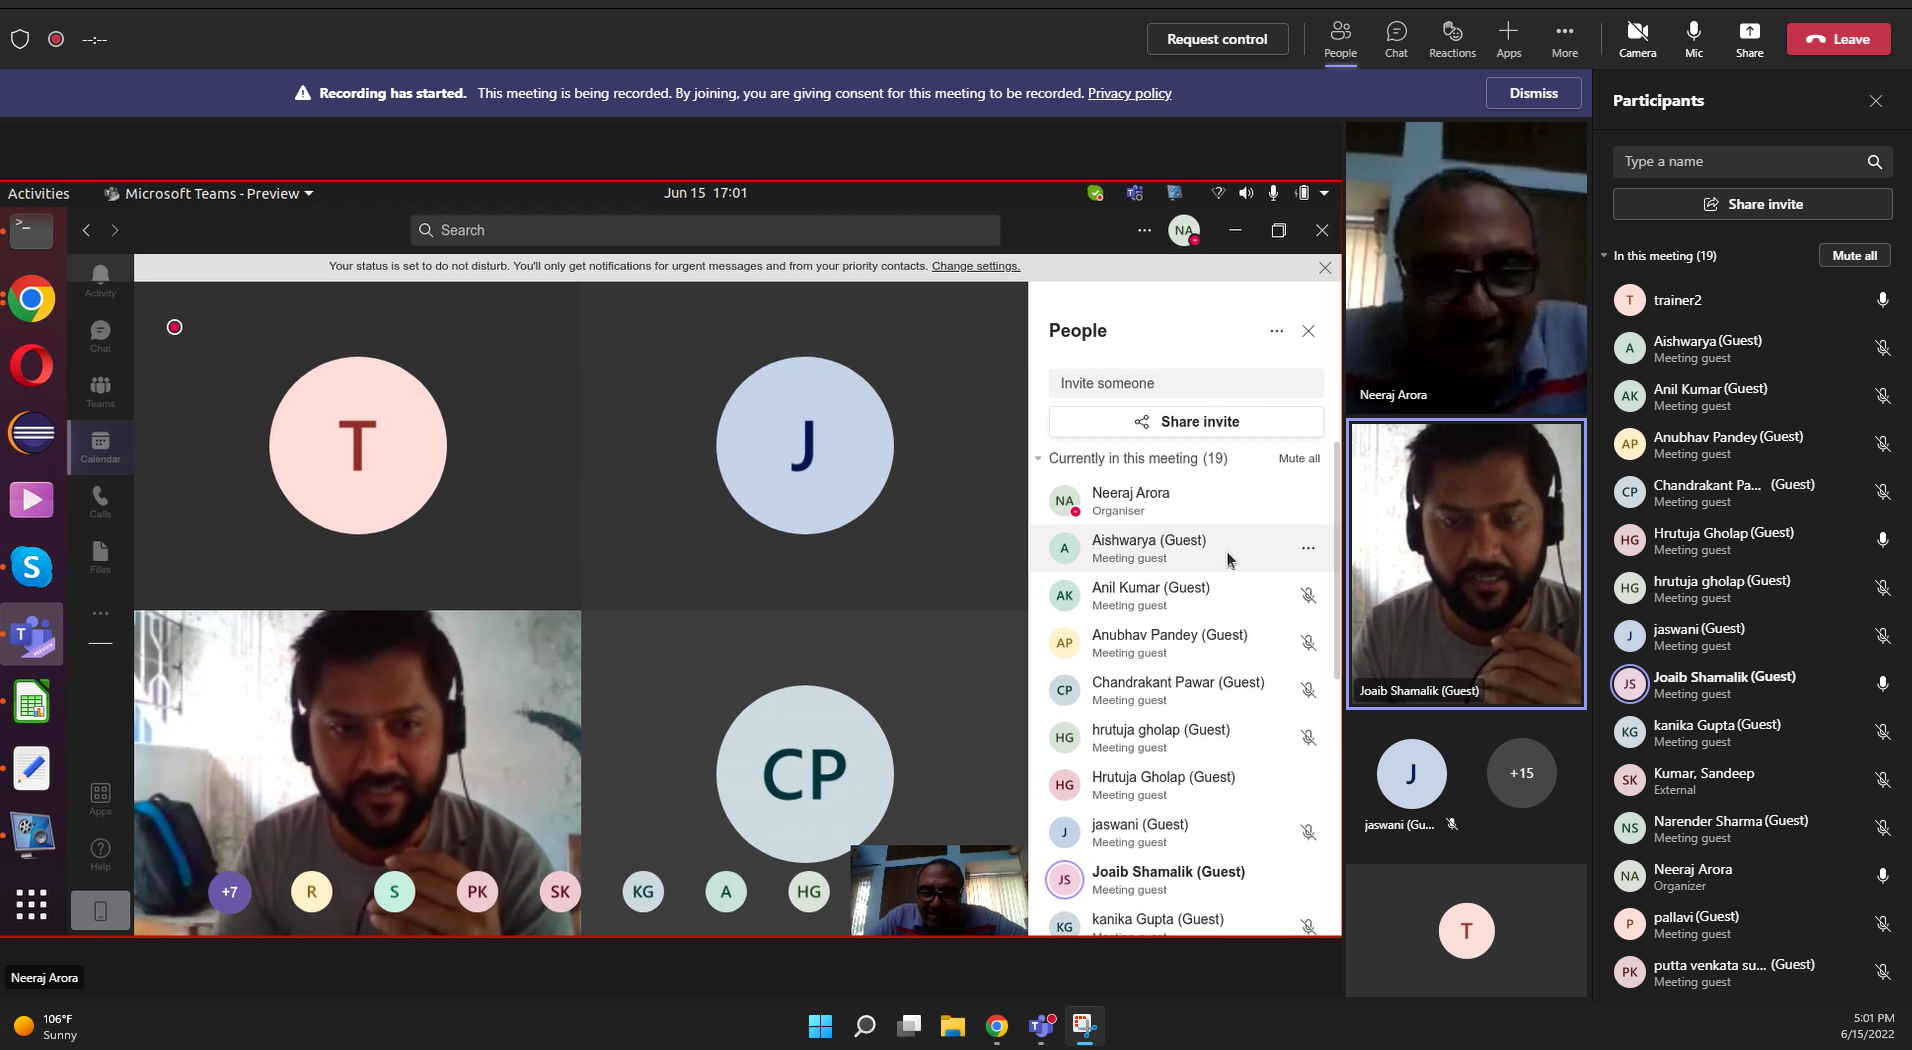 --:--
Request control
People
Chat
Reactions
Apps
More
Camera
Mic
Share
Leave
Recording has started. This meeting is being recorded. By joining, you are giving consent for this meeting to be recorded. Privacy policy
Dismiss
Activities
Microsoft Teams - Preview
Jun 15 17:01
Search
NA
Your status is set to do not disturb. You'll only get notifications for urgent messages and from your priority contacts. Change settings.
Activity
Chat
Teams
Calendar
Calls
Files
Apps
Help
T
J
CP
+7
R
S
PK
SK
KG
A
HG
People
Invite someone
Share invite
Currently in this meeting (19)
Mute all
NA
Neeraj Arora
Organiser
A
Aishwarya (Guest)
Meeting guest
AK
Anil Kumar (Guest)
Meeting guest
AP
Anubhav Pandey (Guest)
Meeting guest
CP
Chandrakant Pawar (Guest)
Meeting guest
HG
hrutuja gholap (Guest)
Meeting guest
HG
Hrutuja Gholap (Guest)
Meeting guest
J
jaswani (Guest)
Meeting guest
JS
Joaib Shamalik (Guest)
Meeting guest
KG
kanika Gupta (Guest)
Neeraj Arora
Neeraj Arora
Joaib Shamalik (Guest)
J
+15
jaswani (Gu...
T
Participants
Type a name
Share invite
In this meeting (19)
Mute all
T
trainer2
A
Aishwarya (Guest)
Meeting guest
AK
Anil Kumar (Guest)
Meeting guest
AP
Anubhav Pandey (Guest)
Meeting guest
CP
Chandrakant Pa... (Guest)
Meeting guest
HG
Hrutuja Gholap (Guest)
Meeting guest
HG
hrutuja gholap (Guest)
Meeting guest
J
jaswani (Guest)
Meeting guest
JS
Joaib Shamalik (Guest)
Meeting guest
KG
kanika Gupta (Guest)
Meeting guest
SK
Kumar, Sandeep
External
NS
Narender Sharma (Guest)
Meeting guest
NA
Neeraj Arora
Organizer
P
pallavi (Guest)
Meeting guest
PK
putta venkata su... (Guest)
Meeting guest
106°F
Sunny
5:01 PM
6/15/2022